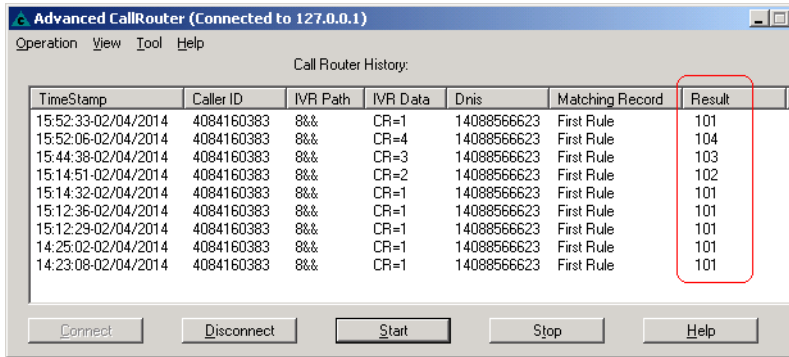 Advanced CallRouter (Connected to 127.0.0.1)
Operation View Tool Help
Call Router History:
TimeStamp Caller ID IVR Path IVR Data Dnis Matching Record Result
15:52:33-02/04/2014 4084160383 8&& CR=1 14088566623 First Rule 101
15:52:06-02/04/2014 4084160383 8&& CR=4 14088566623 First Rule 104
15:44:38-02/04/2014 4084160383 8&& CR=3 14088566623 First Rule 103
15:14:51-02/04/2014 4084160383 8&& CR=2 14088566623 First Rule 102
15:14:32-02/04/2014 4084160383 8&& CR=1 14088566623 First Rule 101
15:12:36-02/04/2014 4084160383 8&& CR=1 14088566623 First Rule 101
15:12:29-02/04/2014 4084160383 8&& CR=1 14088566623 First Rule 101
14:25:02-02/04/2014 4084160383 8&& CR=1 14088566623 First Rule 101
14:23:08-02/04/2014 4084160383 8&& CR=1 14088566623 First Rule 101
Connect Disconnect Start Stop Help